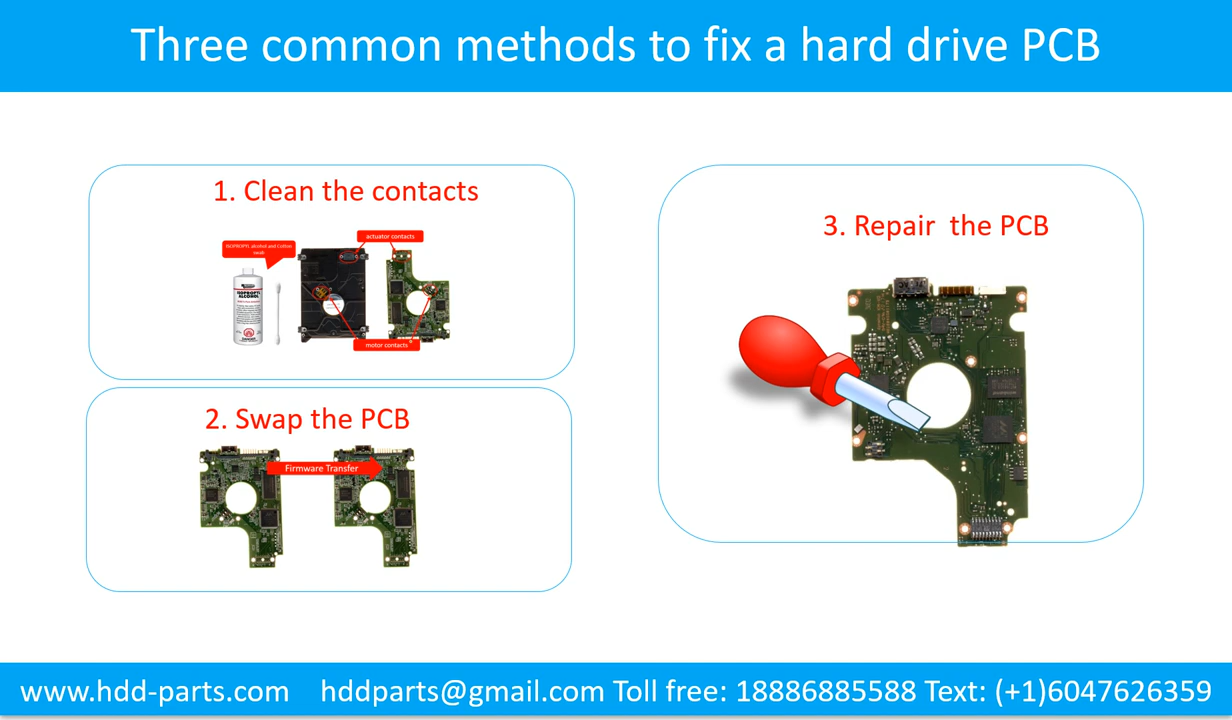 Three common methods to fix a hard drive PCB
1. Clean the contacts
actuator contacts
ISOPROPYL alcohol and Cotton
swab
ISOPROPYL
ALCOHOL
motor contacts
2. Swap the PCB
Firmware Transfer
3. Repair  the PCB
www.hdd-parts.com hddparts@gmail.com Toll free: 18886885588 Text: (+1)6047626359